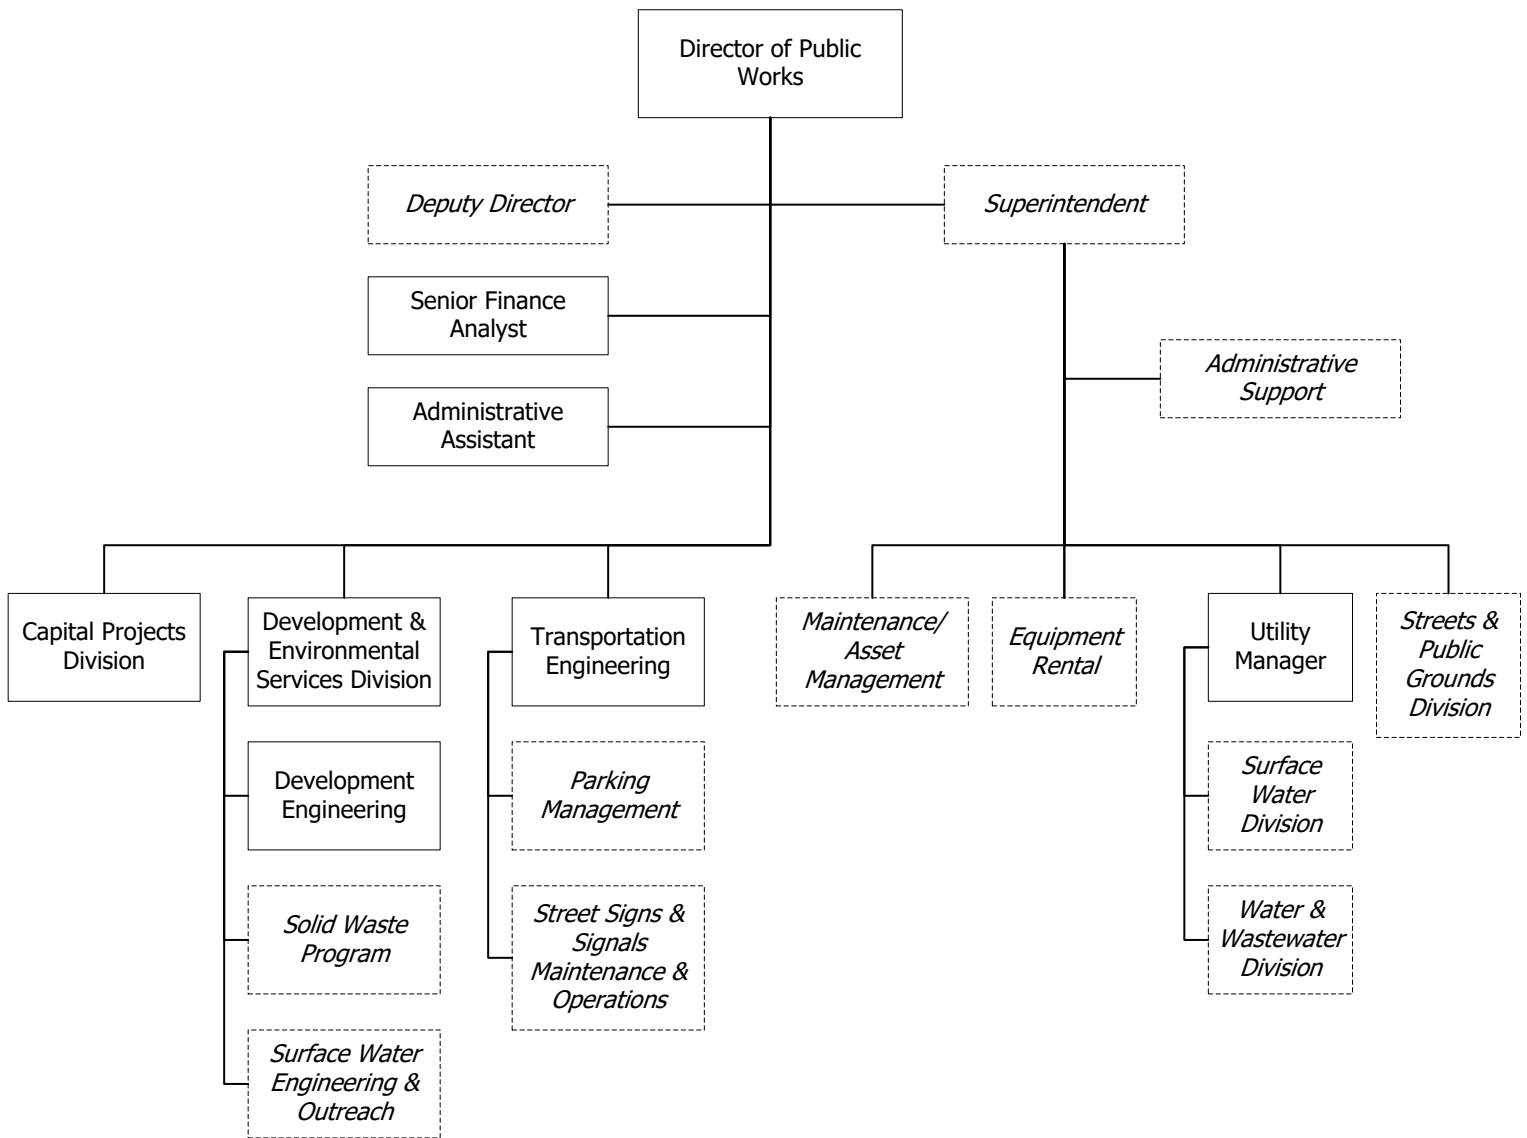 Director of Public
Works
Deputy Director
Superintendent
Senior Finance
Analyst
Administrative
Support
Administrative
Assistant
Capital Projects
Division
Development &
Environmental
Services Division
Transportation
Engineering
Maintenance/
Asset
Management
Equipment
Rental
Utility
Manager
Streets &
Public
Grounds
Division
Development
Engineering
Parking
Management
Surface
Water
Division
Solid Waste
Program
Street Signs &
Signals
Maintenance &
Operations
Water &
Wastewater
Division
Surface Water
Engineering &
Outreach